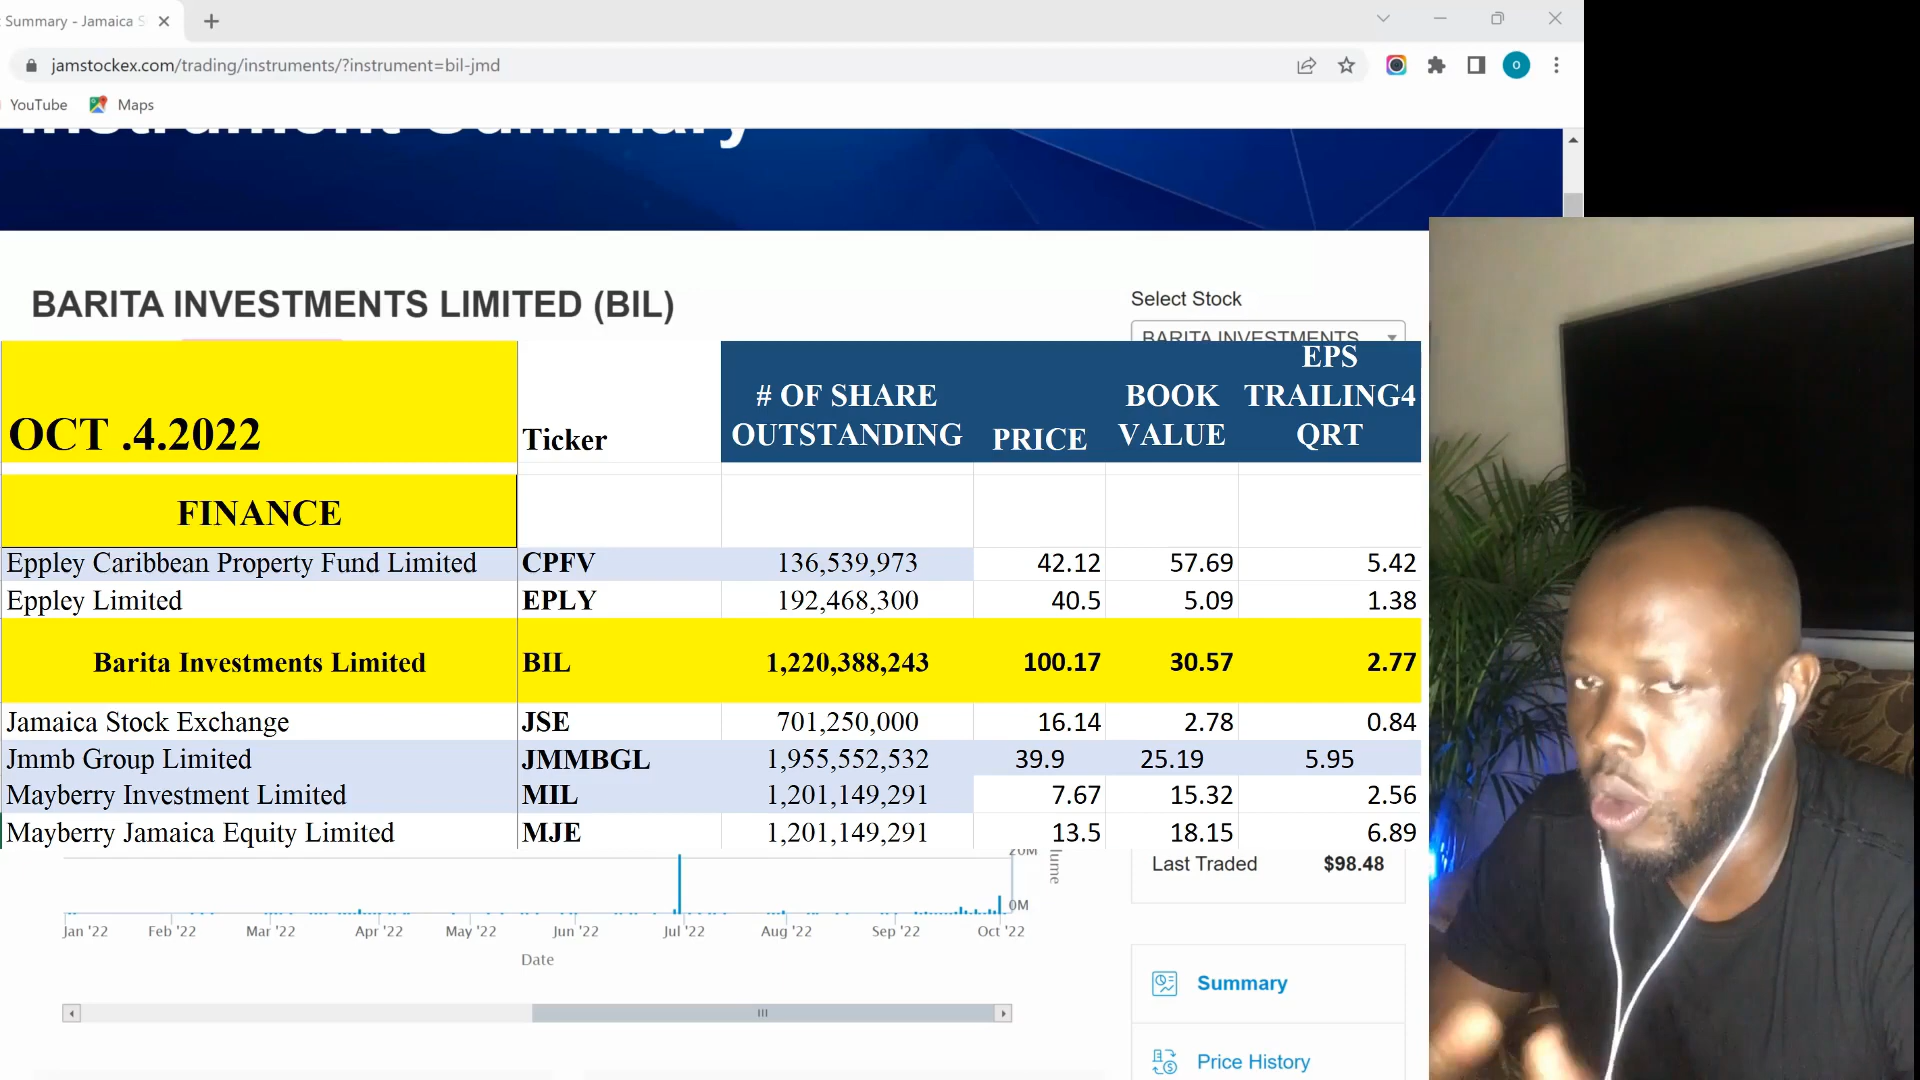 Summary - Jamaica S
jamstockex.com/trading/instruments/?instrument=bil-jmd
o
YouTube
Maps
Instrument Summary
BARITA INVESTMENTS LIMITED (BIL)
Select Stock
BARITA INVESTMENTS
OCT .4.2022 Ticker # OF SHARE OUTSTANDING PRICE BOOK VALUE EPS TRAILING4 QRT
FINANCE
Eppley Caribbean Property Fund Limited CPFV 136,539,973 42.12 57.69 5.42
Eppley Limited EPLY 192,468,300 40.5 5.09 1.38
Barita Investments Limited BIL 1,220,388,243 100.17 30.57 2.77
Jamaica Stock Exchange JSE 701,250,000 16.14 2.78 0.84
Jmmb Group Limited JMMBGL 1,955,552,532 39.9 25.19 5.95
Mayberry Investment Limited MIL 1,201,149,291 7.67 15.32 2.56
Mayberry Jamaica Equity Limited MJE 1,201,149,291 13.5 18.15 6.89
20M
lume
0M
Last Traded $98.48
Jan '22 Feb '22 Mar '22 Apr '22 May '22 Jun '22 Jul '22 Aug '22 Sep '22 Oct '22
Date
Summary
Price History